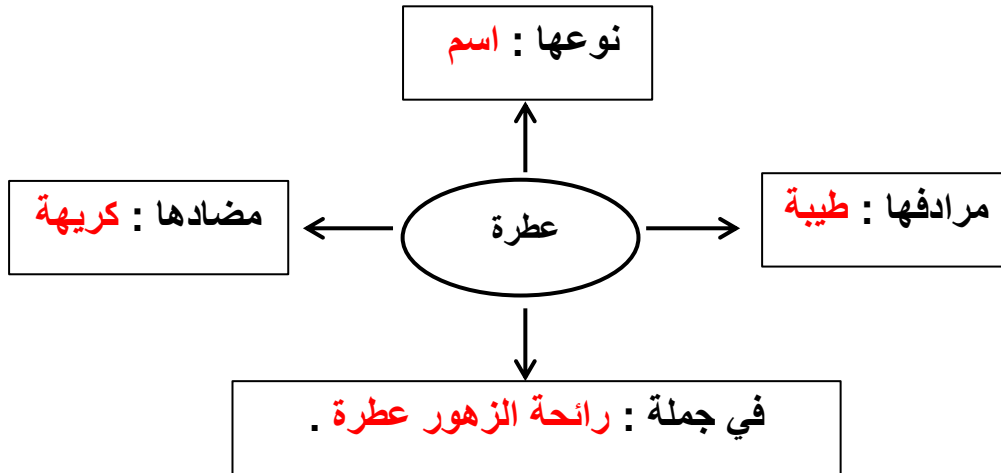 نوعها : اسم
مرادفها : طيبة
عطرة
مضادها : كريهة
في جملة : رائحة الزهور عطرة .